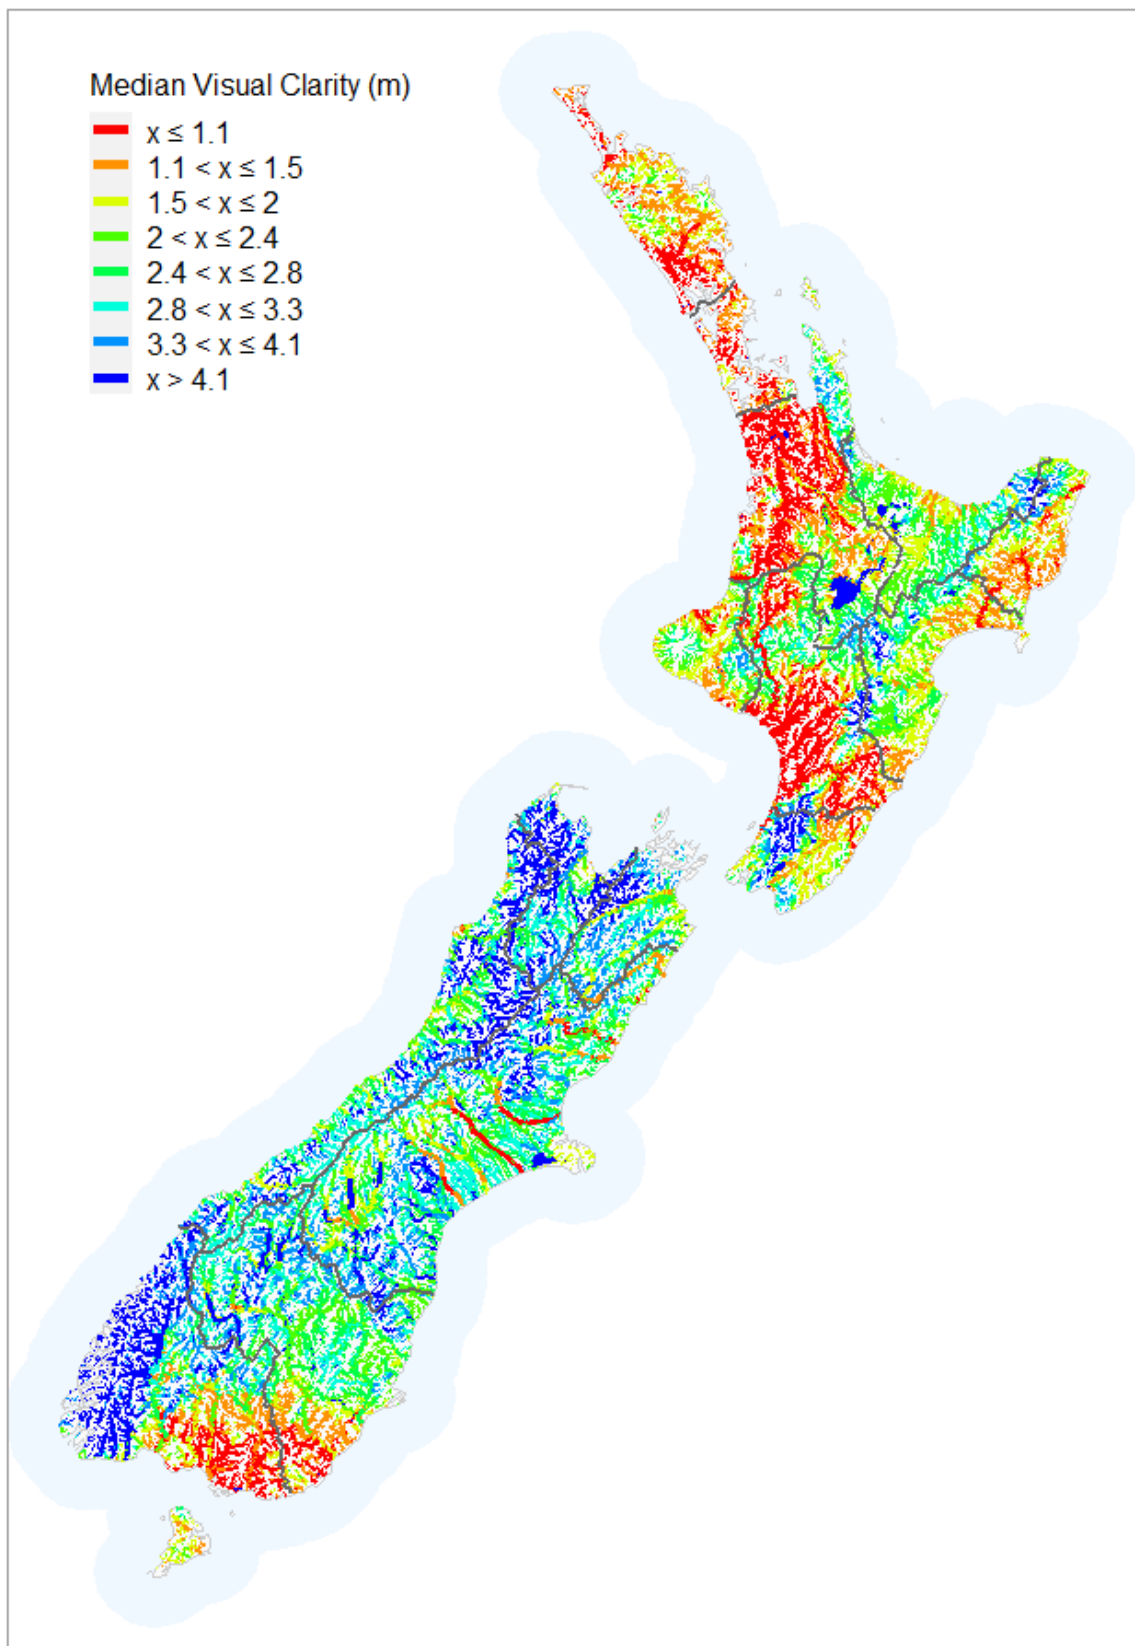 Median Visual Clarity (m)
x ≤ 1.1
1.1 < x ≤ 1.5
1.5 < x ≤ 2
2 < x ≤ 2.4
2.4 < x ≤ 2.8
2.8 < x ≤ 3.3
3.3 < x ≤ 4.1
x > 4.1